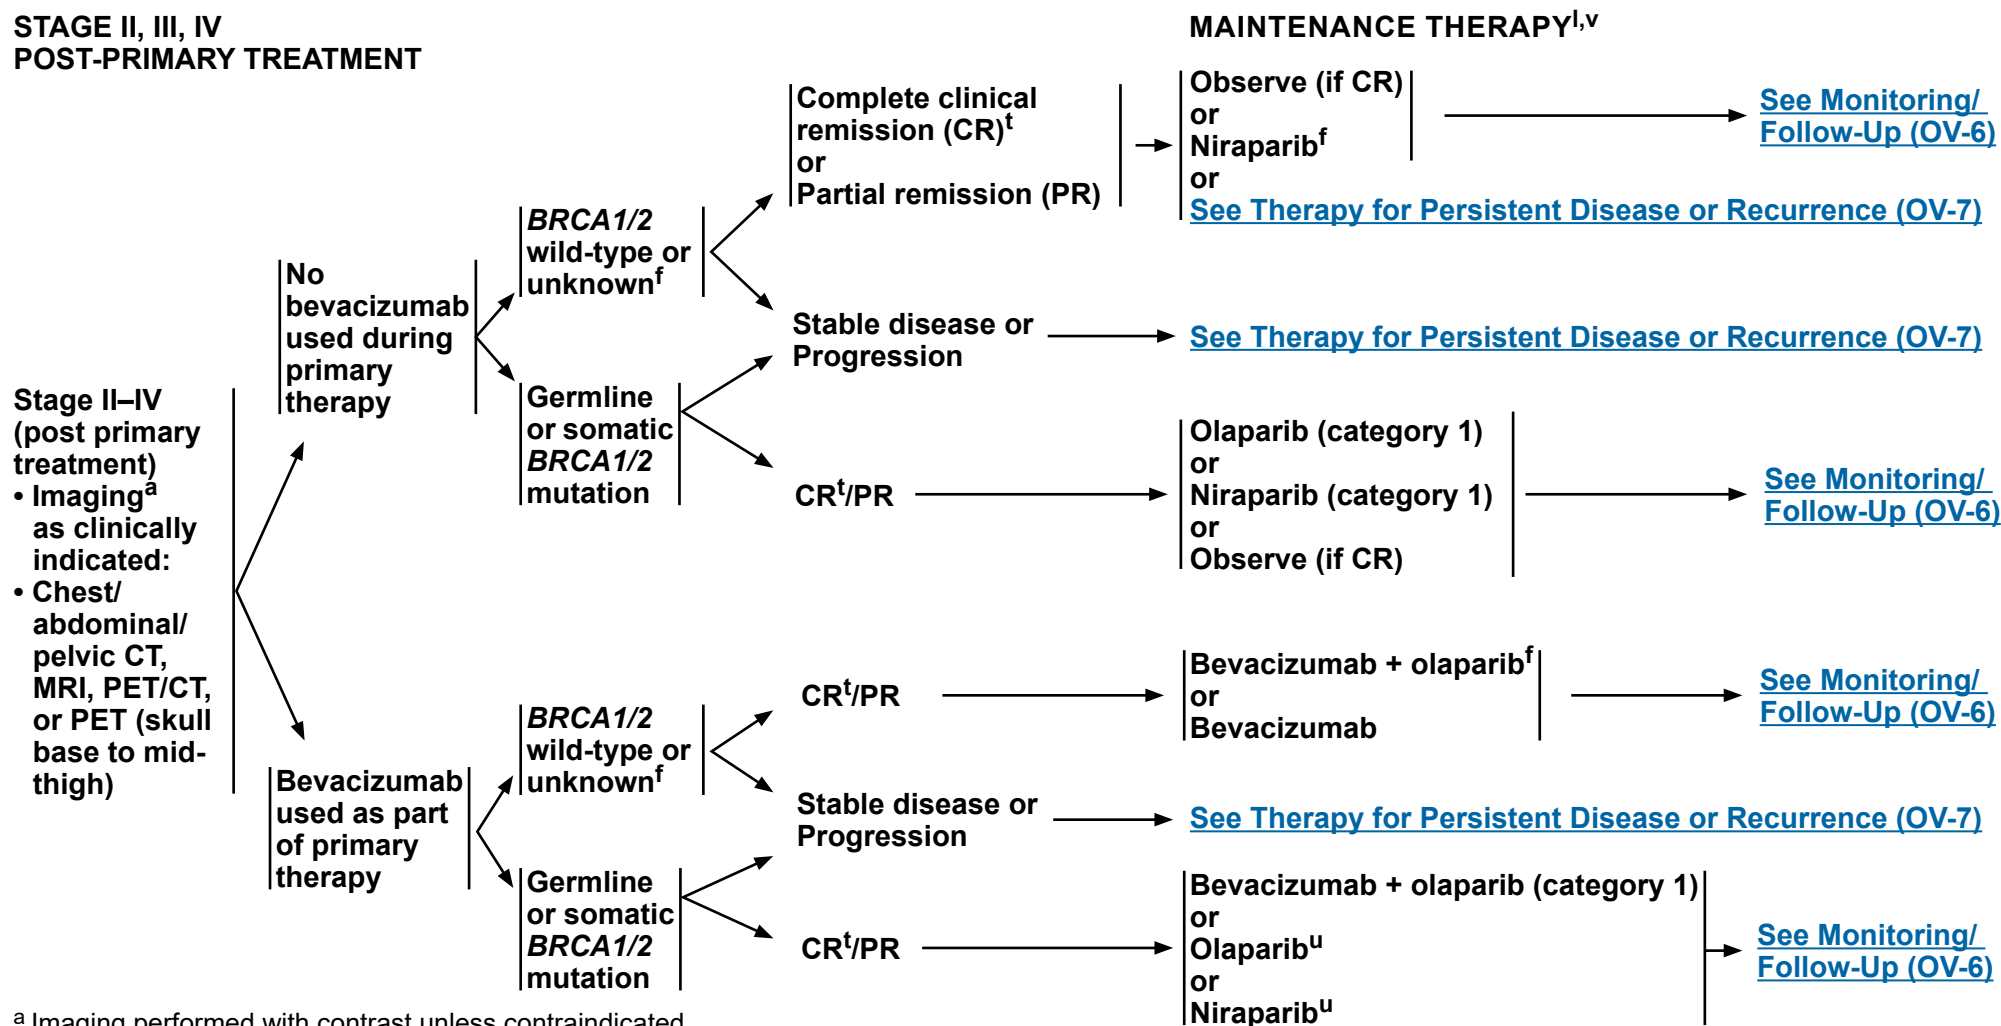 STAGE II, III, IV
POST-PRIMARY TREATMENT
MAINTENANCE THERAPYl,v
Stage II–IV
(post primary
treatment)
• Imaginga
as clinically
indicated:
• Chest/
abdominal/
pelvic CT,
MRI, PET/CT,
or PET (skull
base to mid-
thigh)
No
bevacizumab
used during
primary
therapy
BRCA1/2
wild-type or
unknownf
Complete clinical
remission (CR)t
or
Partial remission (PR)
Observe (if CR)
or
Niraparibf
or
See Therapy for Persistent Disease or Recurrence (OV-7)
See Monitoring/
Follow-Up (OV-6)
Stable disease or
Progression
See Therapy for Persistent Disease or Recurrence (OV-7)
Germline
or somatic
BRCA1/2
mutation
CRt/PR
Olaparib (category 1)
or
Niraparib (category 1)
or
Observe (if CR)
See Monitoring/
Follow-Up (OV-6)
Bevacizumab
used as part
of primary
therapy
BRCA1/2
wild-type or
unknownf
CRt/PR
Bevacizumab + olaparibf
or
Bevacizumab
See Monitoring/
Follow-Up (OV-6)
Stable disease or
Progression
See Therapy for Persistent Disease or Recurrence (OV-7)
Germline
or somatic
BRCA1/2
mutation
CRt/PR
Bevacizumab + olaparib (category 1)
or
Olaparibu
or
Niraparibu
See Monitoring/
Follow-Up (OV-6)
a Imaging performed with contrast unless contraindicated